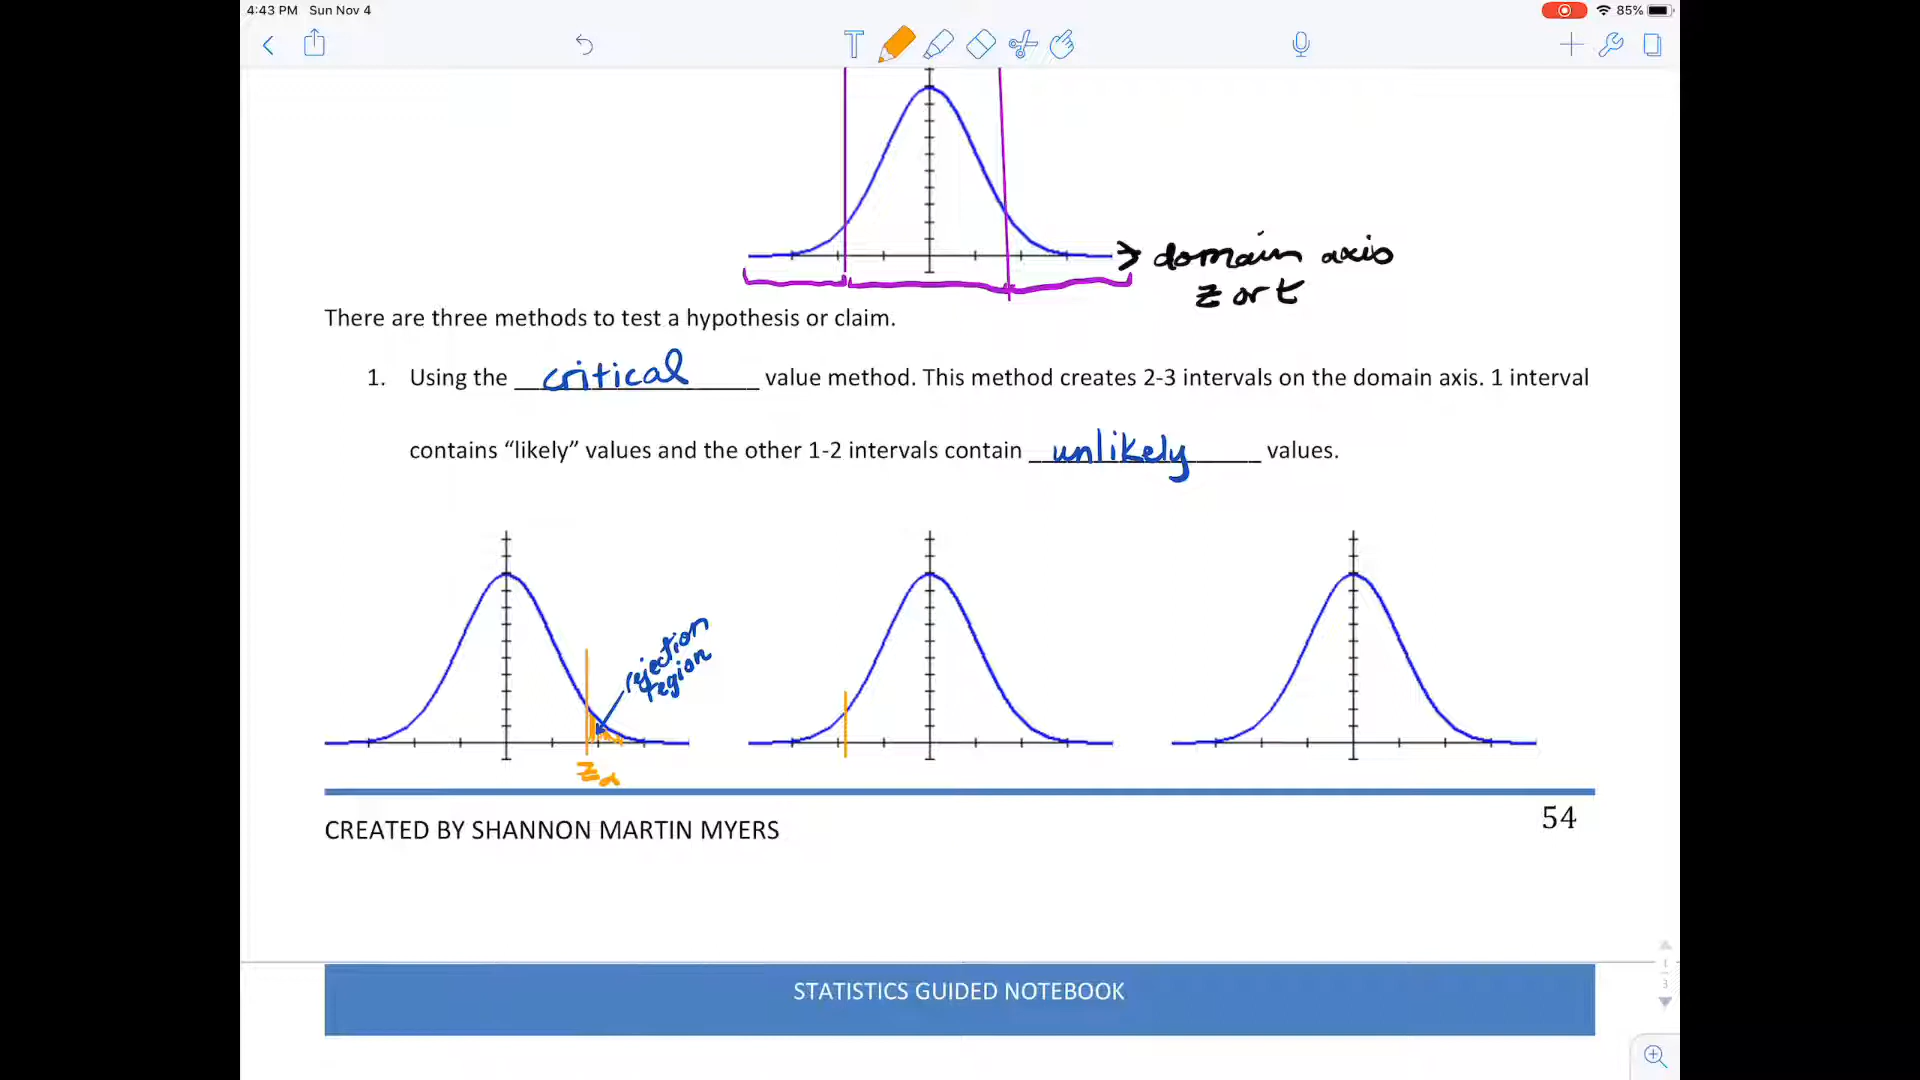 4:43 PM Sun Nov 4
85%
T
domain axis
z or t
There are three methods to test a hypothesis or claim.
1. Using the critical value method. This method creates 2-3 intervals on the domain axis. 1 interval
contains “likely” values and the other 1-2 intervals contain unlikely values.
rejection
region
zα
CREATED BY SHANNON MARTIN MYERS
54
STATISTICS GUIDED NOTEBOOK
1
3